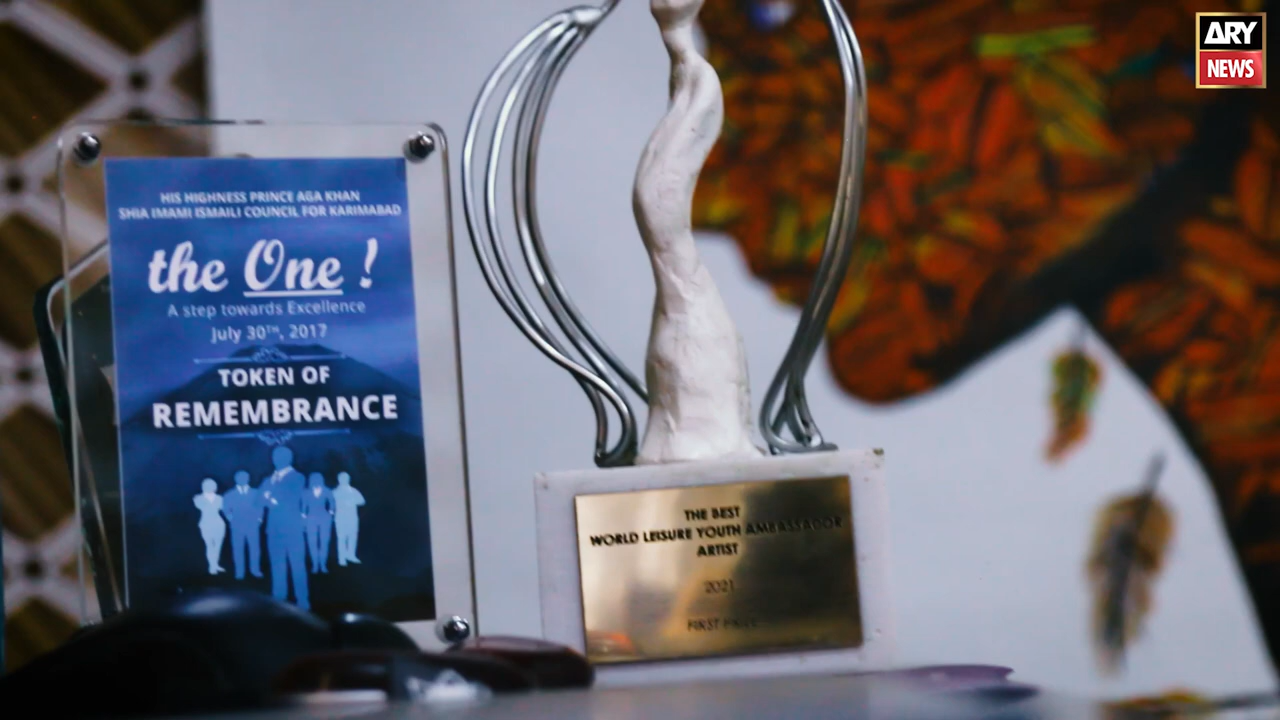 HIS HIGHNESS PRINCE AGA KHAN
SHIA IMAMI ISMAILI COUNCIL FOR KARIMABAD
the One !
A step towards Excellence
July 30TH, 2017
TOKEN OF
REMEMBRANCE
THE BEST
WORLD LEISURE YOUTH AMBASSADOR
ARTIST
2021
FIRST PRIZE
ARY
NEWS